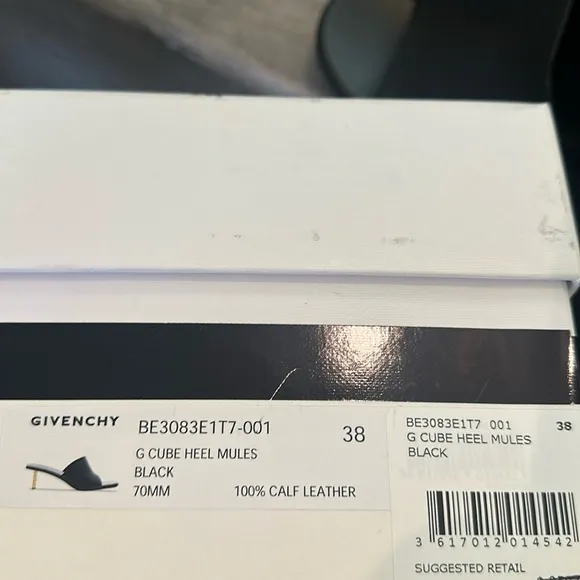 GIVENCHY
BE3083E1T7-001
38
G CUBE HEEL MULES
BLACK
70MM 100% CALF LEATHER
BE3083E1T7 001 38
G CUBE HEEL MULES
BLACK
3 617012 014542
SUGGESTED RETAIL